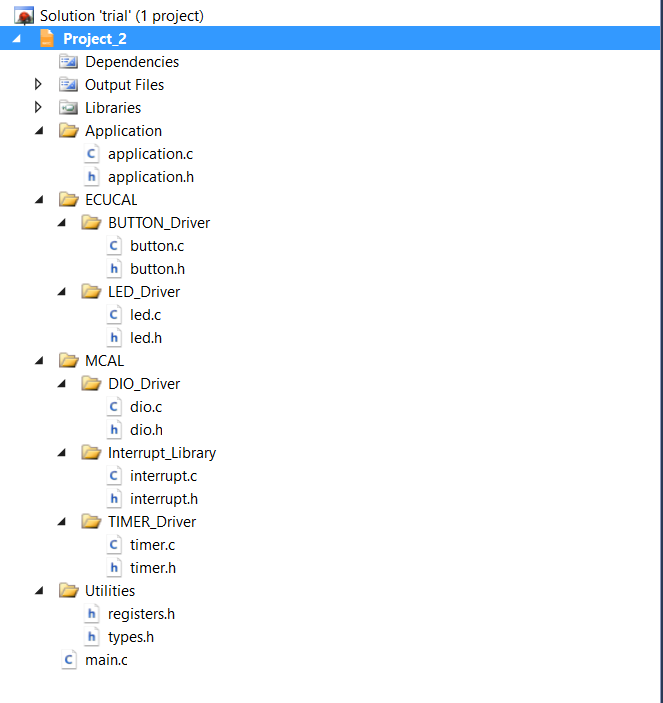 Solution 'trial' (1 project)
Project_2
Dependencies
Output Files
Libraries
Application
application.c
application.h
ECUCAL
BUTTON_Driver
button.c
button.h
LED_Driver
led.c
led.h
MCAL
DIO_Driver
dio.c
dio.h
Interrupt_Library
interrupt.c
interrupt.h
TIMER_Driver
timer.c
timer.h
Utilities
registers.h
types.h
main.c